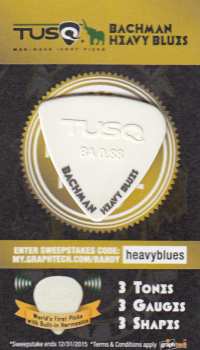 TUSQ
MAN-MADE IVORY PICKS
BACHMAN
HEAVY BLUES
TUSQ
BACHMAN HEAVY BLUES
ENTER SWEEPSTAKES CODE:
MY.GRAPHTECH.COM/RANDY
heavyblues
3 TONES
3 GAUGES
3 SHAPES
World's First Picks
with Built-in Harmonics
*Sweepstake ends 12/31/2015 *Terms & Conditions apply